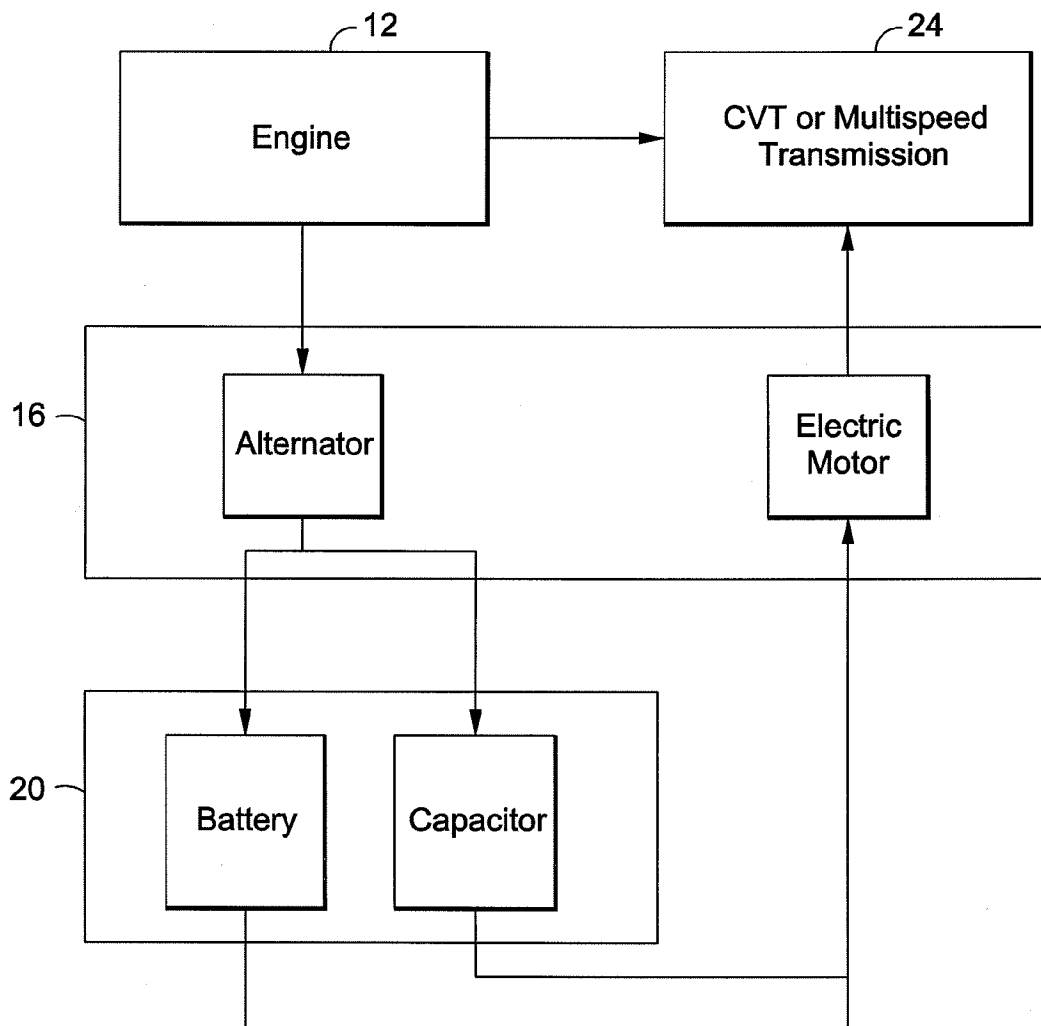 12
24
Engine
CVT or Multispeed
Transmission
16
Alternator
Electric
Motor
20
Battery
Capacitor